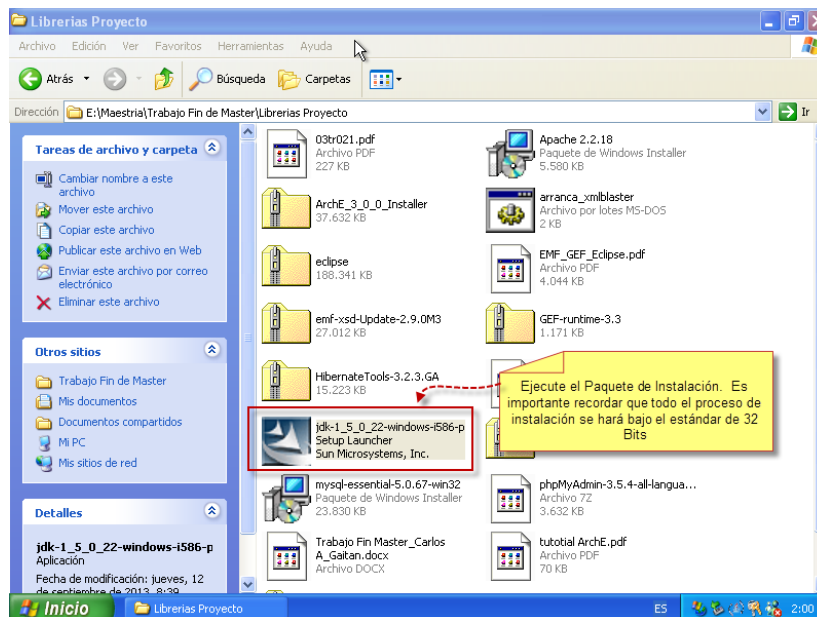 Librerias Proyecto
Archivo Edición Ver Favoritos Herramientas Ayuda
Atrás Búsqueda Carpetas
Dirección E:\Maestria\Trabajo Fin de Master\Librerias Proyecto Ir
Tareas de archivo y carpeta
Cambiar nombre a este
archivo
Mover este archivo
Copiar este archivo
Publicar este archivo en Web
Enviar este archivo por correo
electrónico
Eliminar este archivo
Otros sitios
Trabajo Fin de Master
Mis documentos
Documentos compartidos
Mi PC
Mis sitios de red
Detalles
jdk-1_5_0_22-windows-i586-p
Aplicación
Fecha de modificación: jueves, 12
de septiembre de 2013, 8:39
03tr021.pdf
Archivo PDF
227 KB
Apache 2.2.18
Paquete de Windows Installer
5.580 KB
ArchE_3_0_0_Installer
37.632 KB
arranca_xmlblaster
Archivo por lotes MS-DOS
2 KB
eclipse
188.341 KB
EMF_GEF_Eclipse.pdf
Archivo PDF
4.044 KB
emf-xsd-Update-2.9.0M3
27.012 KB
GEF-runtime-3.3
1.171 KB
HibernateTools-3.2.3.GA
15.223 KB
Ejecute el Paquete de Instalación. Es
importante recordar que todo el proceso de
instalación se hará bajo el estándar de 32
Bits
jdk-1_5_0_22-windows-i586-p
Setup Launcher
Sun Microsystems, Inc.
mysql-essential-5.0.67-win32
Paquete de Windows Installer
23.830 KB
phpMyAdmin-3.5.4-all-langua...
Archivo 7Z
3.632 KB
Trabajo Fin Master_Carlos
A_Gaitan.docx
Archivo DOCX
tutotial ArchE.pdf
Archivo PDF
70 KB
Inicio Librerias Proyecto ES 2:00